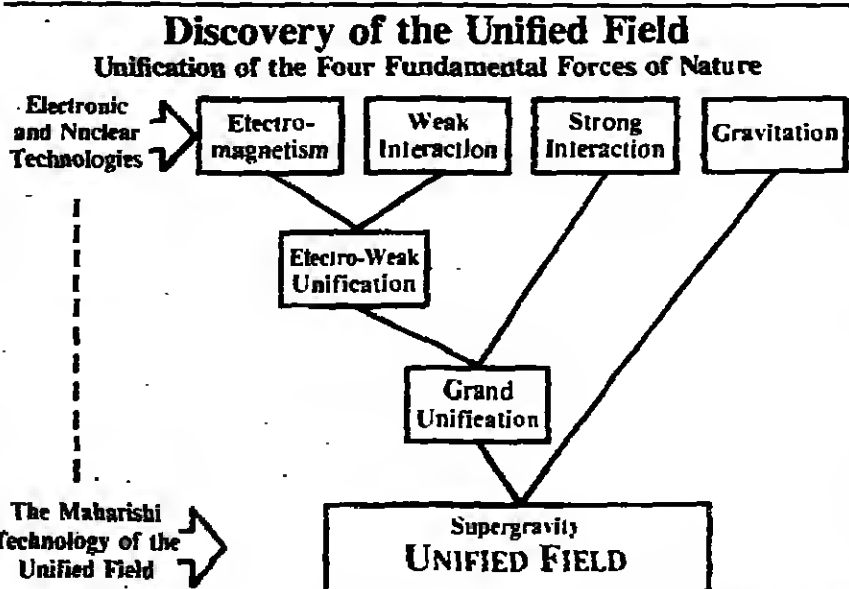 Discovery of the Unified Field
Unification of the Four Fundamental Forces of Nature
Electronic
and Nuclear
Technologies
Electro-
magnetism
Weak
Interaction
Strong
Interaction
Gravitation
Electro-Weak
Unification
Grand
Unification
The Maharishi
Technology of the
Unified Field
Supergravity
UNIFIED FIELD